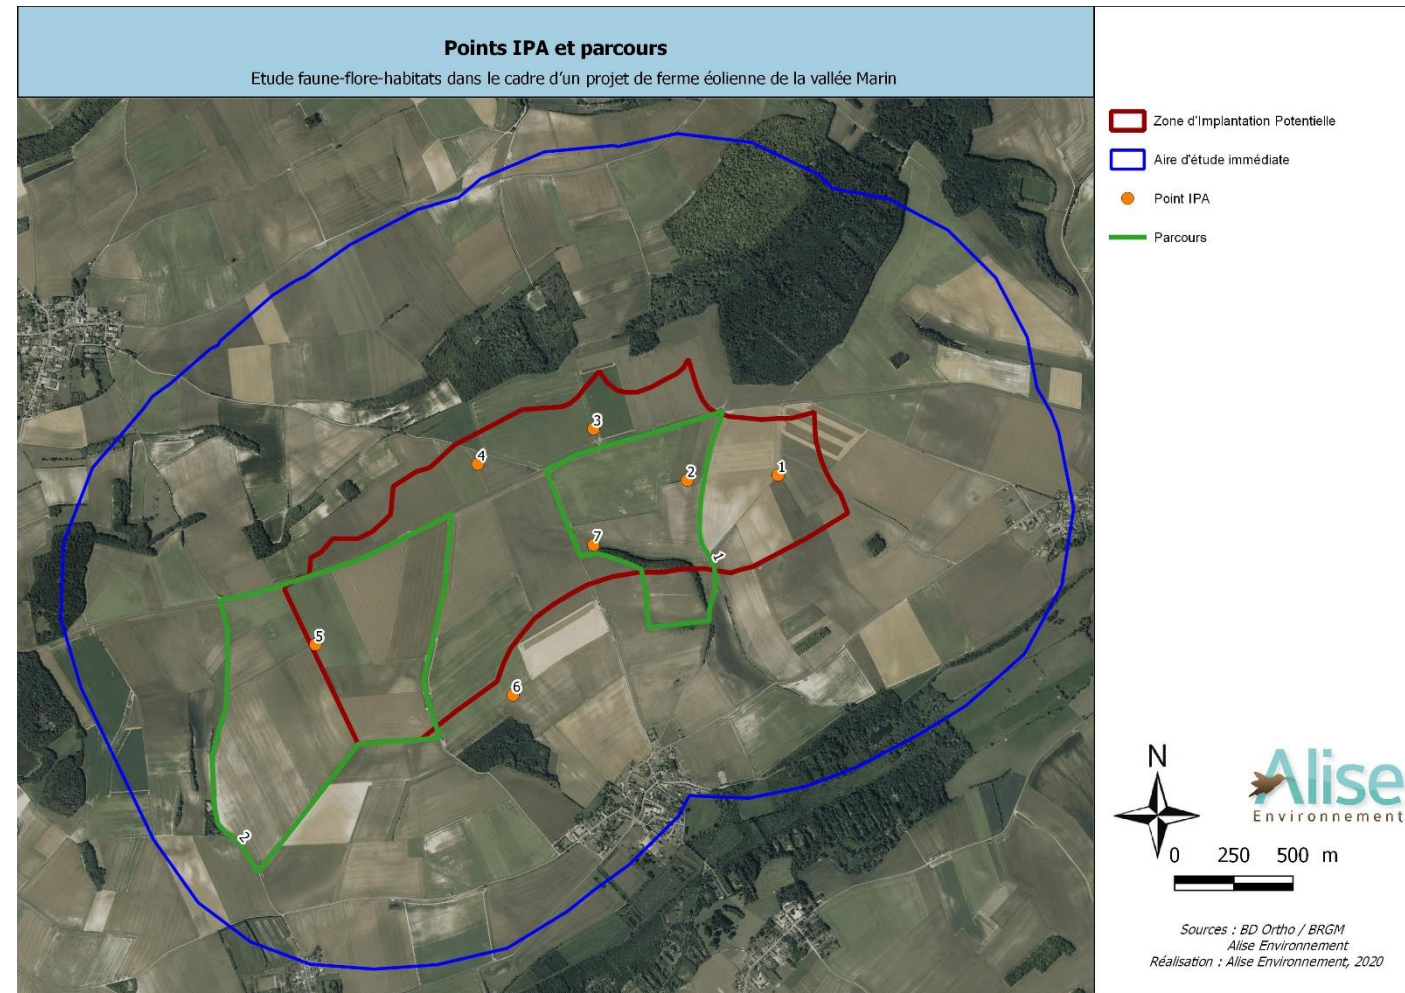 Points IPA et parcours
Etude faune-flore-habitats dans le cadre d'un projet de ferme éolienne de la vallée Marin
Zone d'Implantation Potentielle
Aire d'étude immédiate
Point IPA
Parcours
3
4
2
1
7
1
5
6
2
N
Alise
Environnement
0 250 500 m
Sources : BD Ortho / BRGM
Alise Environnement
Réalisation : Alise Environnement, 2020